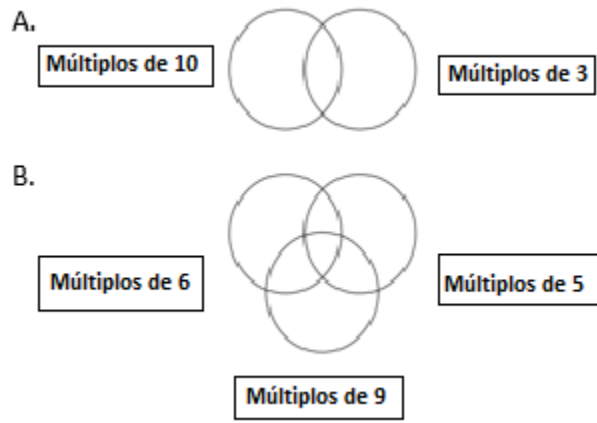 A.
Múltiplos de 10
Múltiplos de 3
B.
Múltiplos de 6
Múltiplos de 5
Múltiplos de 9